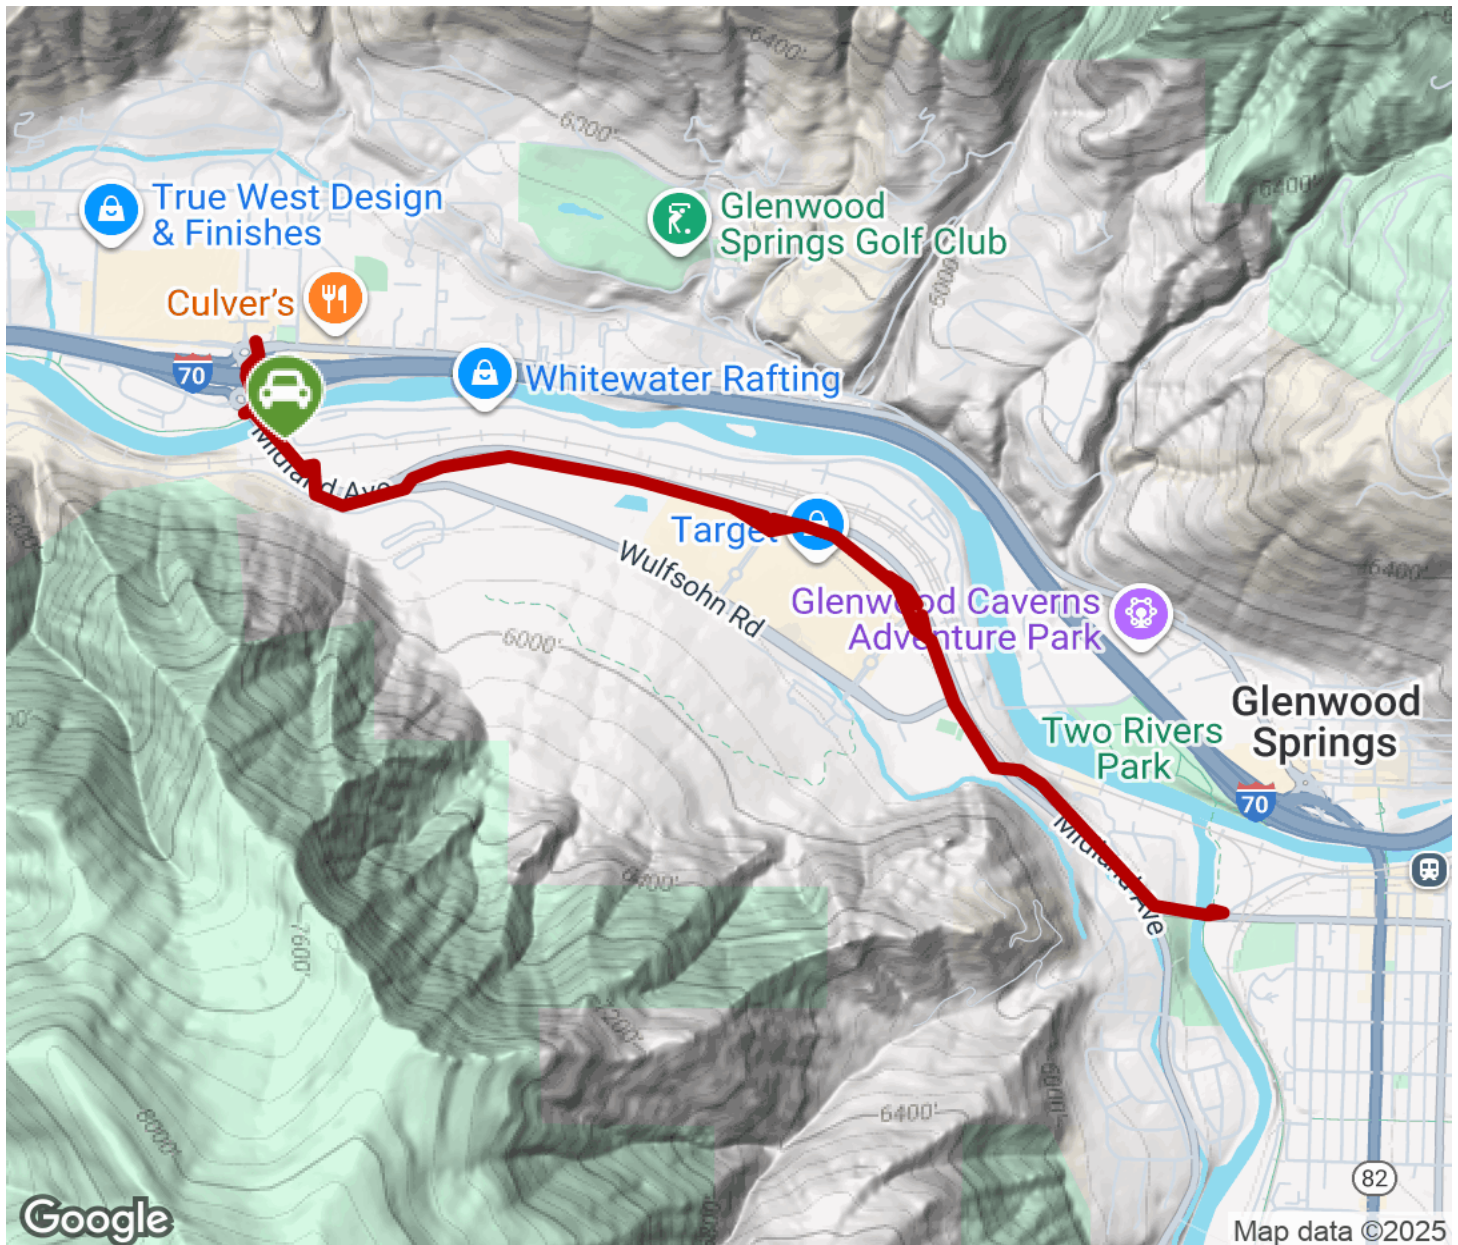 6400'
6000'
6400'
True West Design
& Finishes
Glenwood
Springs Golf Club
6000'
Culver's
70
Whitewater Rafting
Midland Ave
Target
Wulfsohn Rd
6400'
Glenwood Caverns
Adventure Park
6000'
Glenwood
Springs
Two Rivers
Park
70
Midland Ave
7600'
7200'
6400'
6000'
8000'
82
Google
Map data ©2025